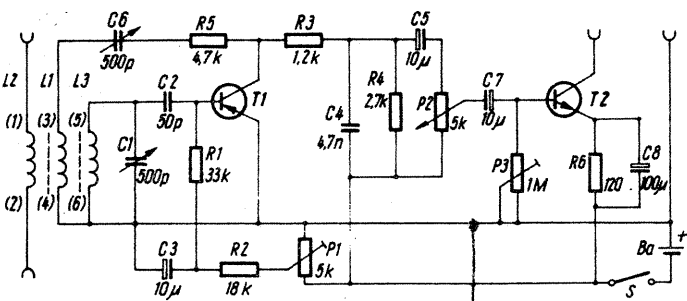 C6
500p
R5
4,7k
R3
1,2k
C5
10µ
L2
L1
L3
(1)
(3)
(5)
(2)
(4)
(6)
C2
50p
T1
C1
500p
R1
33k
C4
4,7n
R4
2,7k
P2
5k
C7
10µ
T2
P3
1M
R6
120
C8
100µ
C3
10µ
R2
18k
P1
5k
Ba
+
S